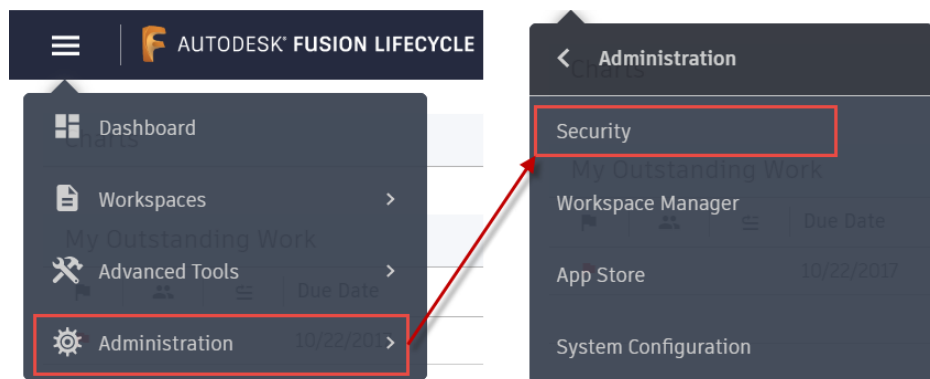 AUTODESK® FUSION LIFECYCLE
Dashboard
Charts
Workspaces
My Outstanding Work
Advanced Tools
Due Date
Administration
10/22/2017
Administration
Charts
Security
My Outstanding Work
Workspace Manager
Due Date
App Store
10/22/2017
System Configuration